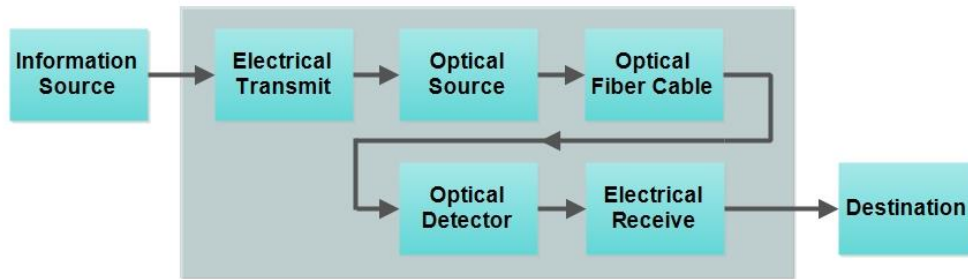 Information
Source
Electrical
Transmit
Optical
Source
Optical
Fiber Cable
Optical
Detector
Electrical
Receive
Destination